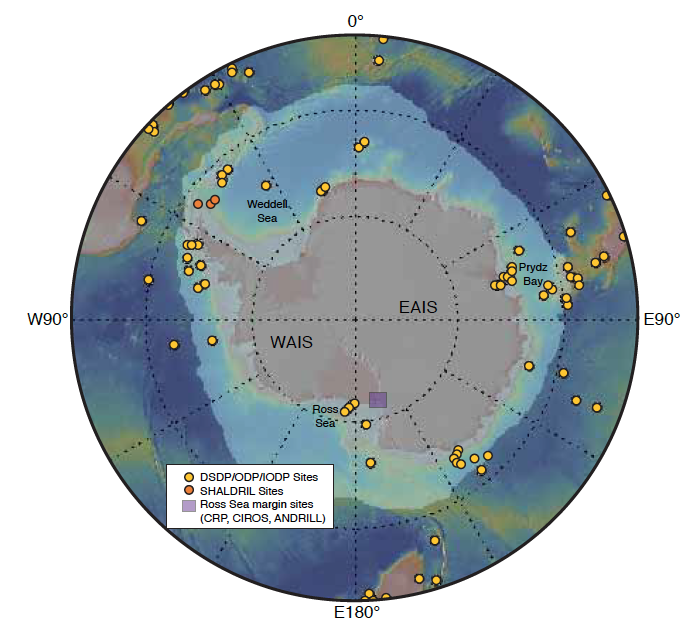 0°
Weddell
Sea
Prydz
Bay
EAIS
W90°
E90°
WAIS
Ross
Sea
DSDP/ODP/IODP Sites
SHALDRIL Sites
Ross Sea margin sites
(CRP, CIROS, ANDRILL)
E180°